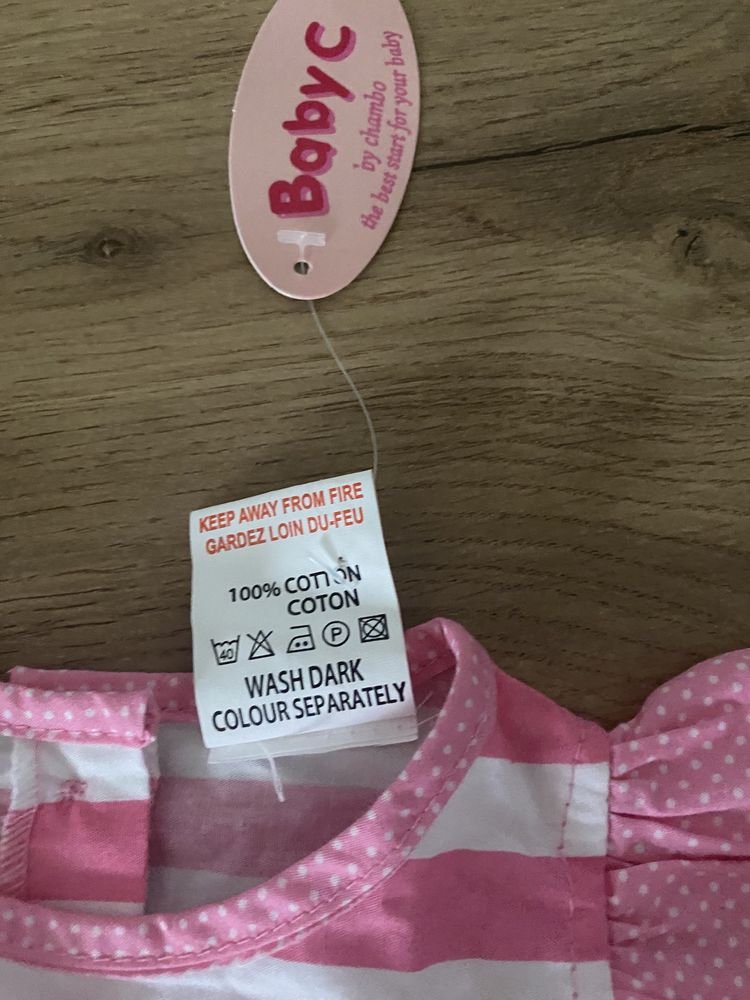 Baby C
by chambo
the best start for your baby
KEEP AWAY FROM FIRE
GARDEZ LOIN DU-FEU
100% COTTON
COTON
40 P
WASH DARK
COLOUR SEPARATELY